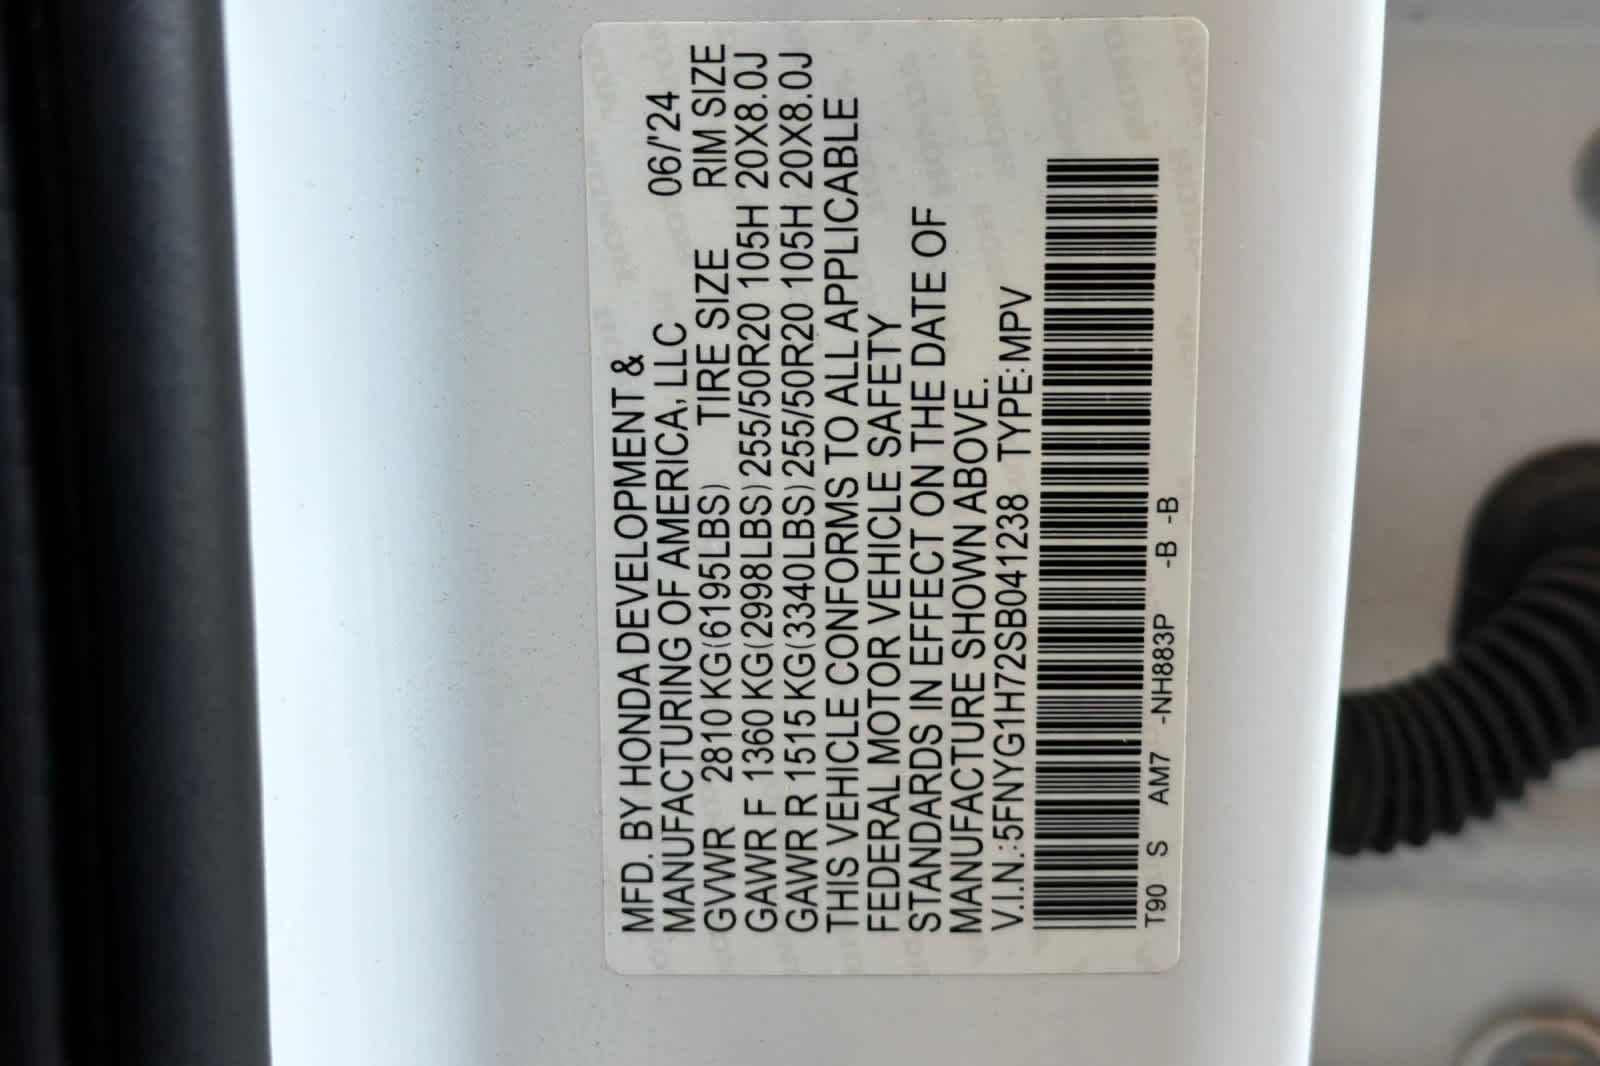 MFD. BY HONDA DEVELOPMENT &
MANUFACTURING OF AMERICA, LLC 06/'24
GVWR 2810 KG(6195LBS) TIRE SIZE RIM SIZE
GAWR F 1360 KG(2998LBS) 255/50R20 105H 20X8.0J
GAWR R 1515 KG(3340LBS) 255/50R20 105H 20X8.0J
THIS VEHICLE CONFORMS TO ALL APPLICABLE
FEDERAL MOTOR VEHICLE SAFETY
STANDARDS IN EFFECT ON THE DATE OF
MANUFACTURE SHOWN ABOVE.
V.I.N.:5FNYG1H72SB041238 TYPE:MPV
T90 S AM7 -NH883P -B -B